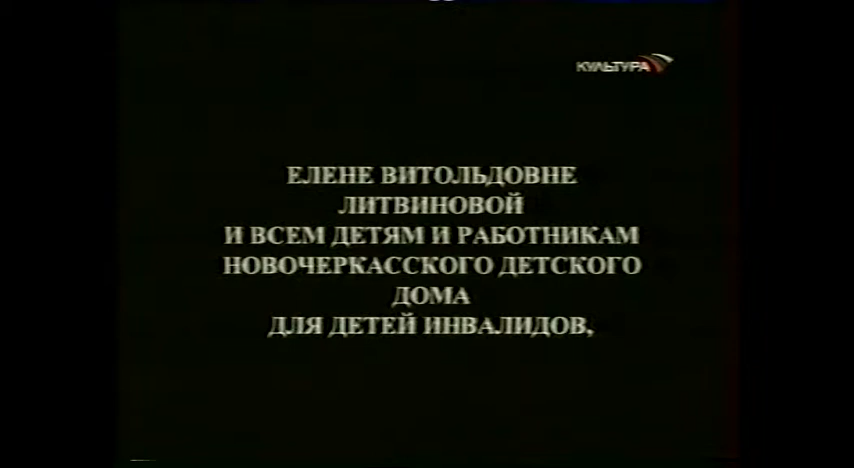 КУЛЬТУРА
ЕЛЕНЕ ВИТОЛЬДОВНЕ
ЛИТВИНОВОЙ
И ВСЕМ ДЕТЯМ И РАБОТНИКАМ
НОВОЧЕРКАССКОГО ДЕТСКОГО
ДОМА
ДЛЯ ДЕТЕЙ ИНВАЛИДОВ,